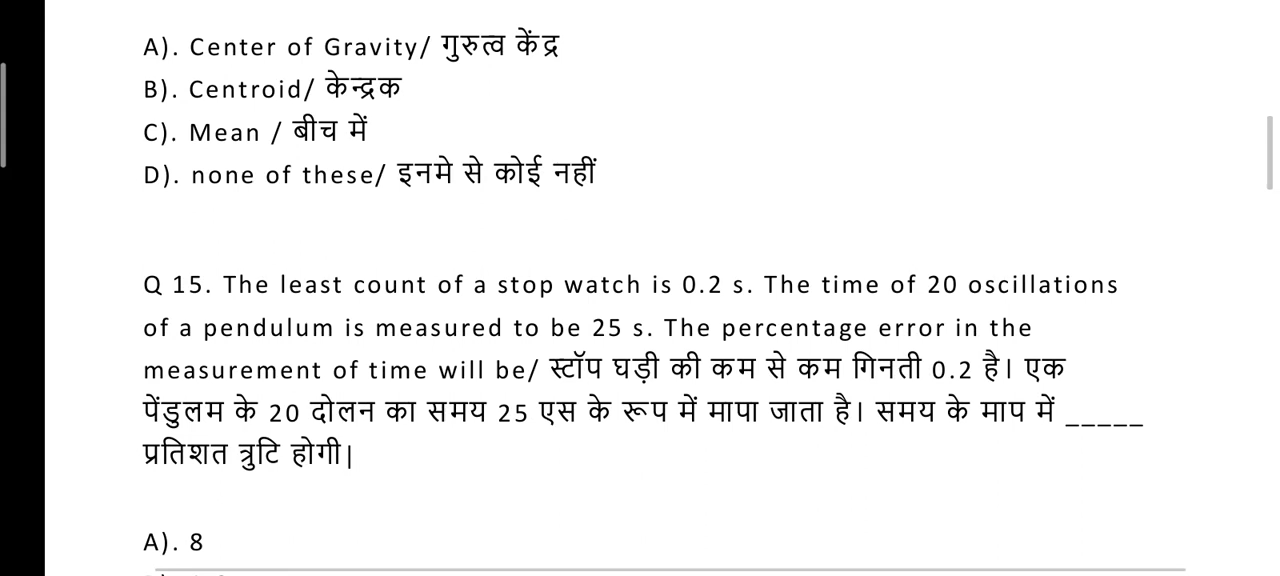 A). Center of Gravity/ गुरुत्व केंद्र
B). Centroid/ केन्द्रक
C). Mean / बीच में
D). none of these/ इनमे से कोई नहीं
Q 15. The least count of a stop watch is 0.2 s. The time of 20 oscillations
of a pendulum is measured to be 25 s. The percentage error in the
measurement of time will be/ स्टॉप घड़ी की कम से कम गिनती 0.2 है। एक
पेंडुलम के 20 दोलन का समय 25 एस के रूप में मापा जाता है। समय के माप में _____
प्रतिशत त्रुटि होगी|
A). 8